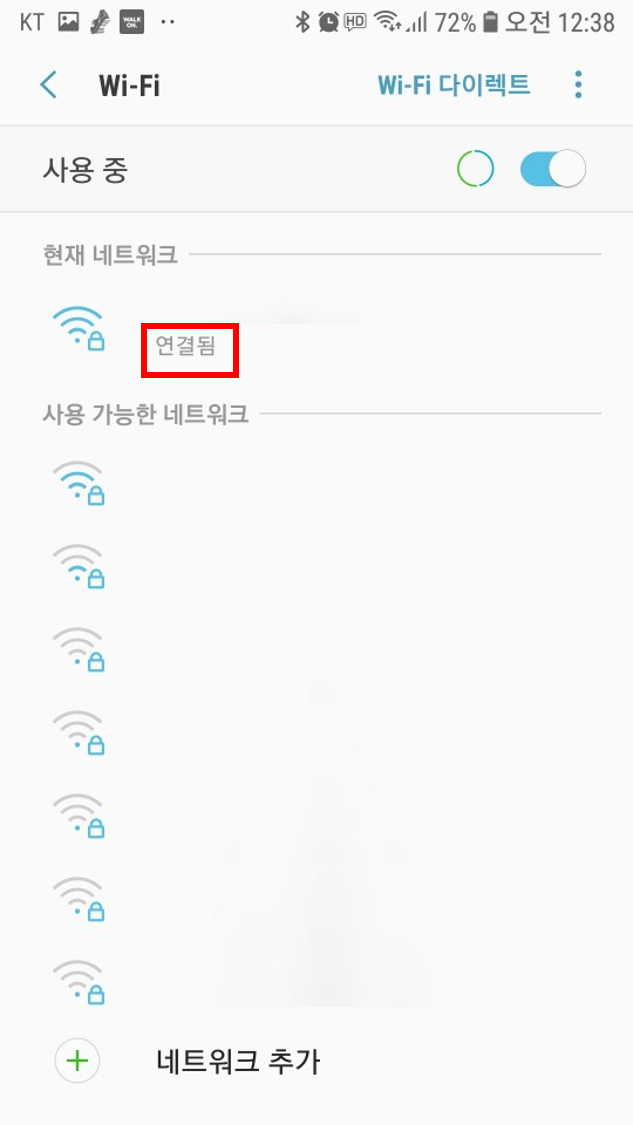 KT WALK ON. HD 72% 오전 12:38
Wi-Fi Wi-Fi 다이렉트
사용 중
현재 네트워크
연결됨
사용 가능한 네트워크
네트워크 추가